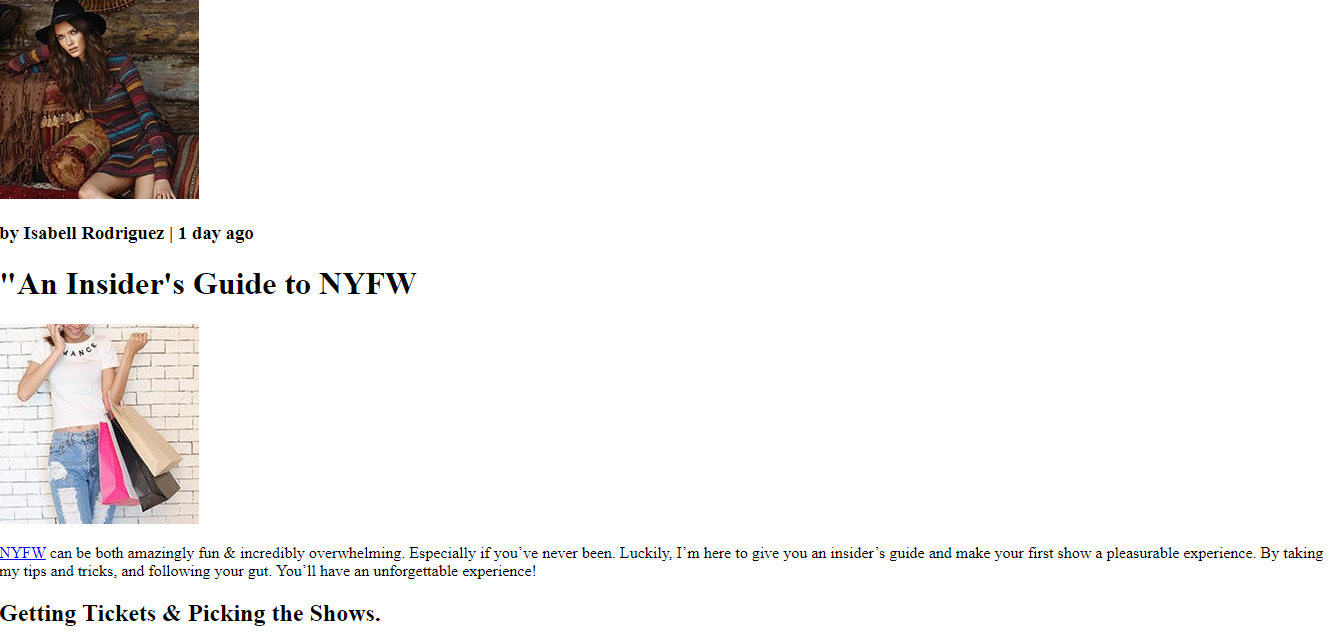 by Isabell Rodriguez | 1 day ago
"An Insider's Guide to NYFW
MANCE
NYFW can be both amazingly fun & incredibly overwhelming. Especially if you’ve never been. Luckily, I’m here to give you an insider’s guide and make your first show a pleasurable experience. By taking
my tips and tricks, and following your gut. You’ll have an unforgettable experience!
Getting Tickets & Picking the Shows.